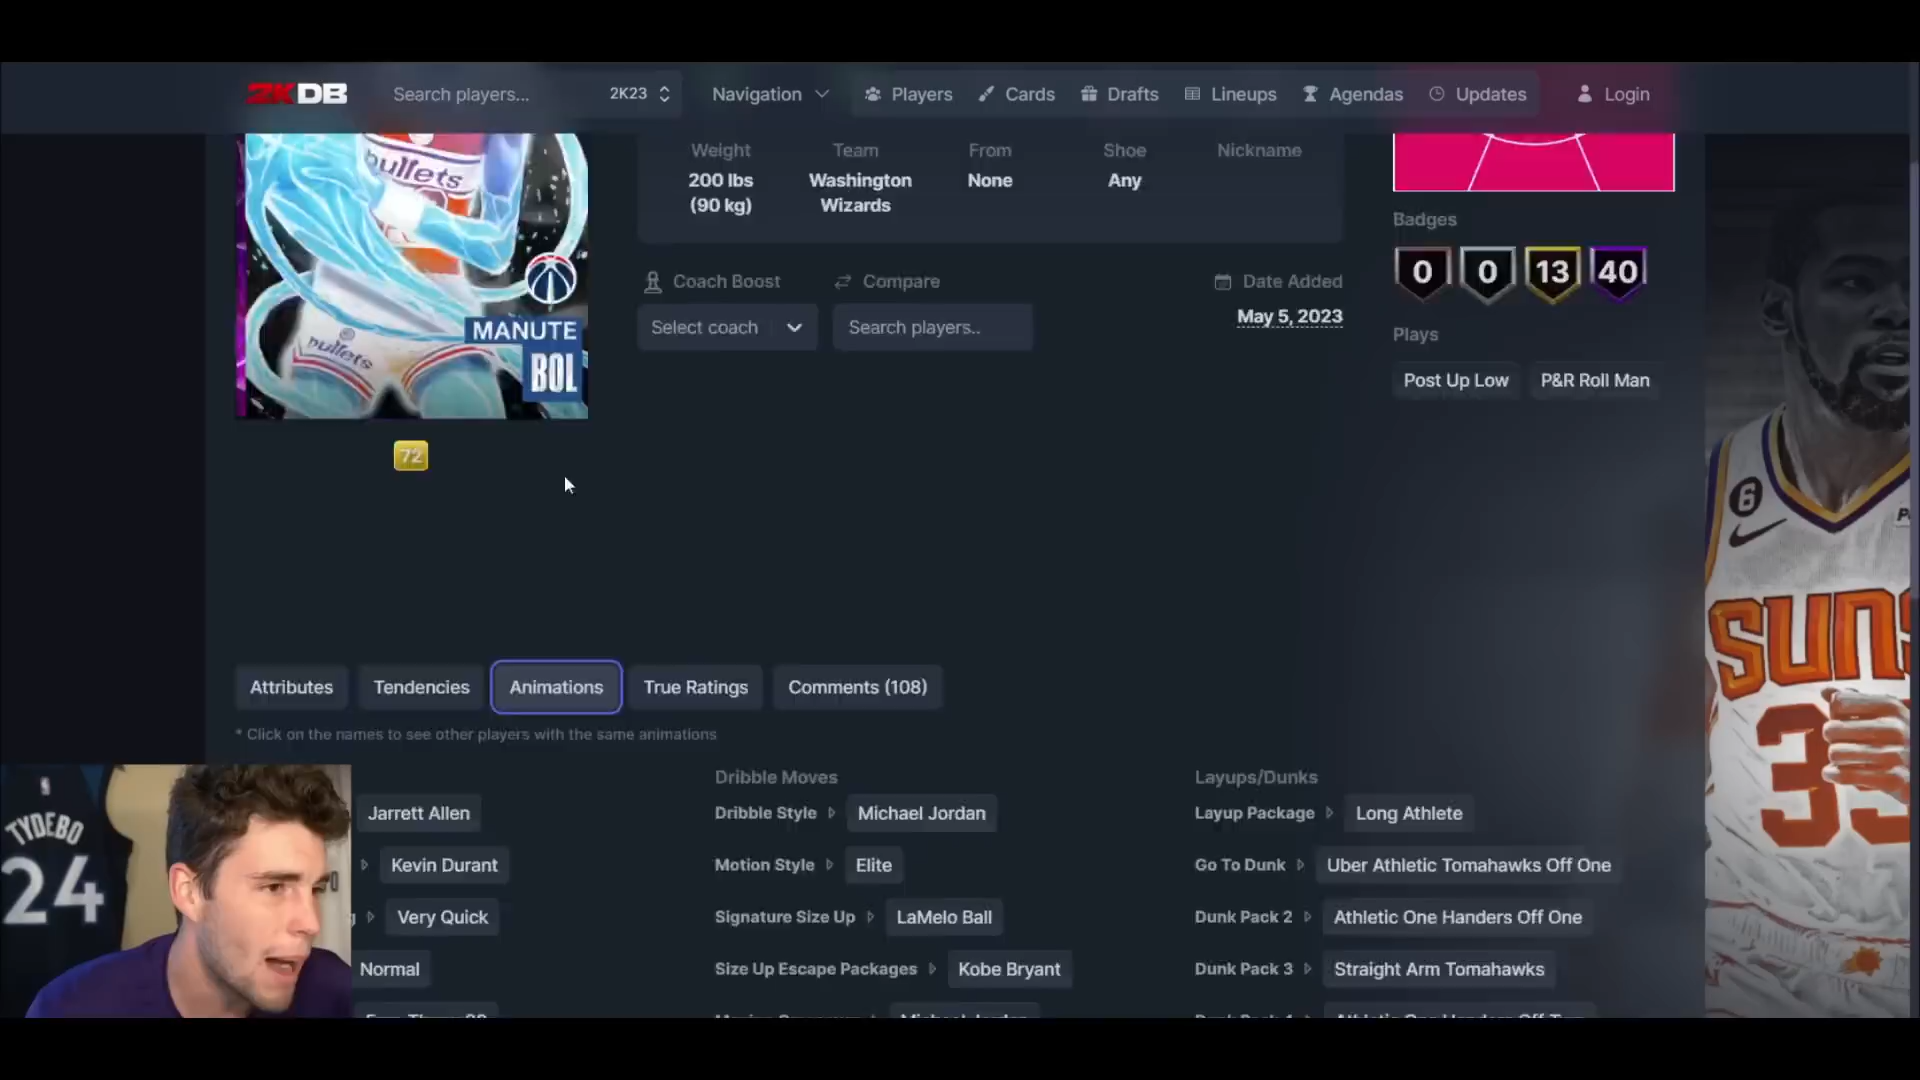 2KDB
Search players...
2K23
Navigation
Players
Cards
Drafts
Lineups
Agendas
Updates
Login
Weight
Team
From
Shoe
Nickname
200 lbs
(90 kg)
Washington
Wizards
None
Any
bullets
bullets
MANUTE
BOL
72
Coach Boost
Compare
Select coach
Search players..
Date Added
May 5, 2023
Badges
0 0 13 40
Plays
Post Up Low
P&R Roll Man
6
SUNS
35
Attributes
Tendencies
Animations
True Ratings
Comments (108)
* Click on the names to see other players with the same animations
Jarrett Allen
Kevin Durant
Very Quick
Normal
Dribble Moves
Dribble Style Michael Jordan
Motion Style Elite
Signature Size Up LaMelo Ball
Size Up Escape Packages Kobe Bryant
Layups/Dunks
Layup Package Long Athlete
Go To Dunk Uber Athletic Tomahawks Off One
Dunk Pack 2 Athletic One Handers Off One
Dunk Pack 3 Straight Arm Tomahawks
TYDEBO
24